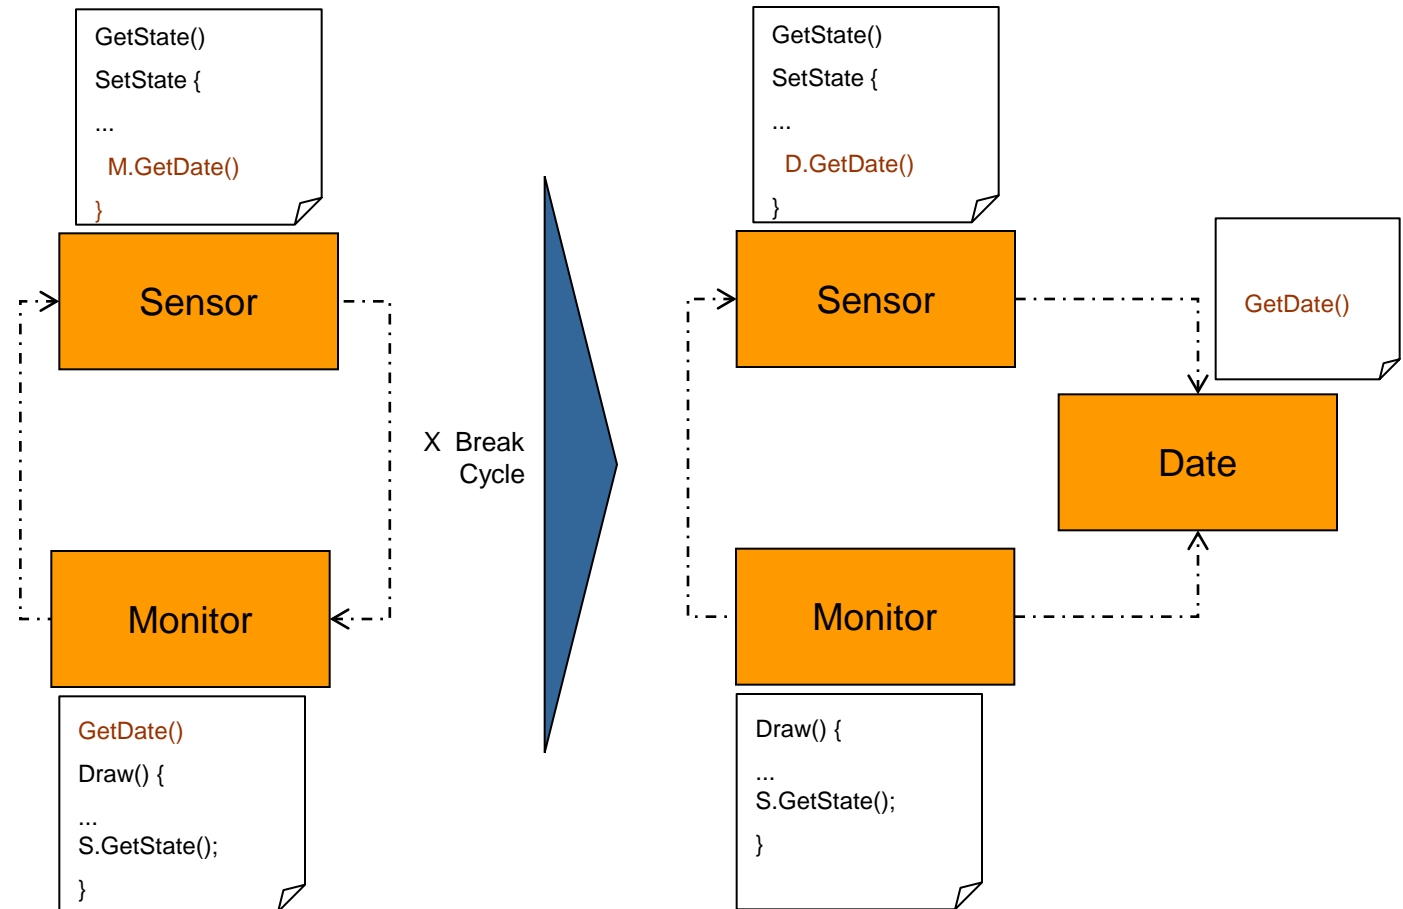 GetState()
SetState {
...
M.GetDate()
}
Sensor
Monitor
GetDate()
Draw() {
...
S.GetState();
}
X Break
Cycle
GetState()
SetState {
...
D.GetDate()
}
Sensor
GetDate()
Date
Monitor
Draw() {
...
S.GetState();
}